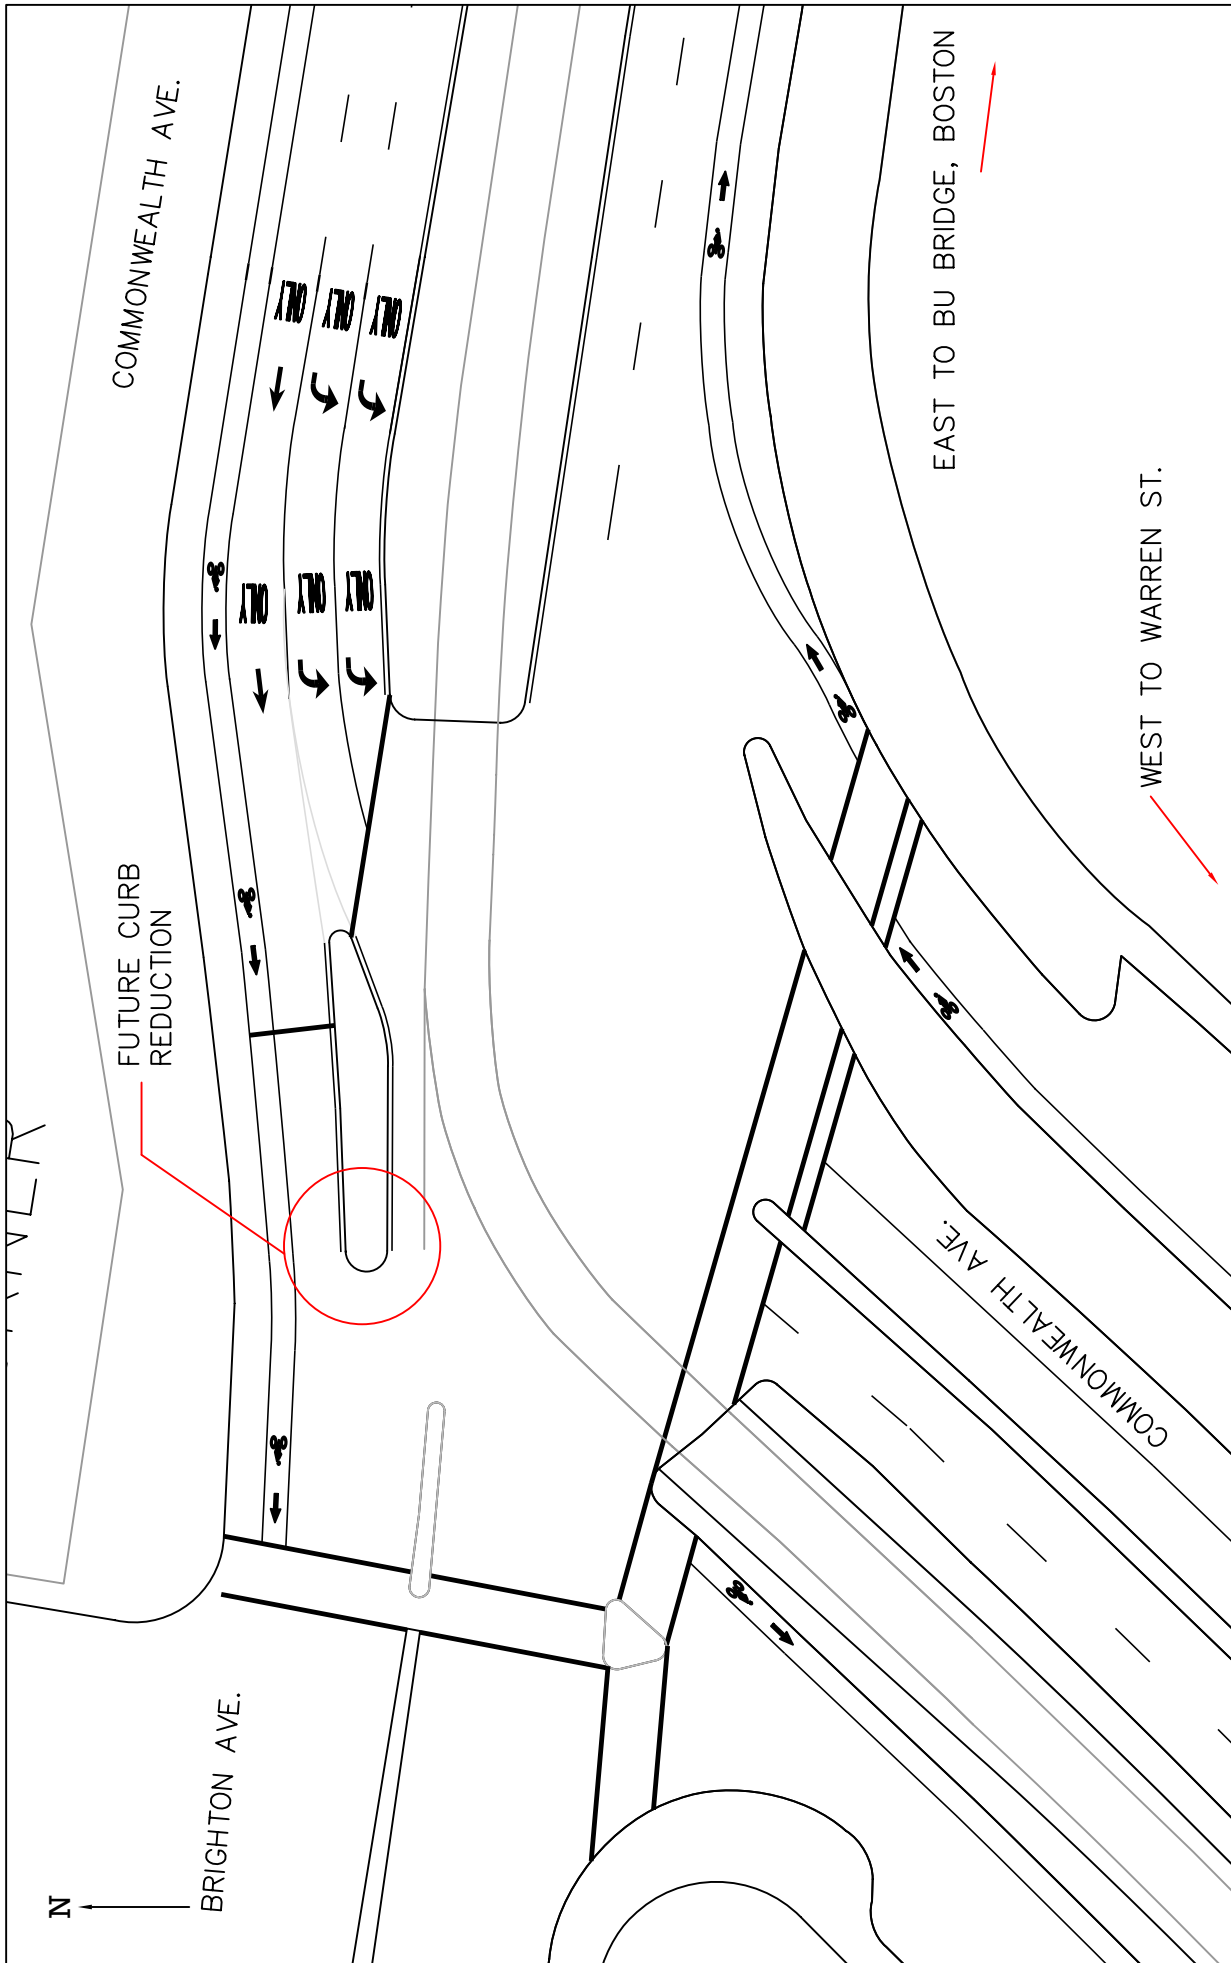 COMMONWEALTH AVE.
EAST TO BU BRIDGE, BOSTON
ONLY
ONLY
ONLY
ONLY
ONLY
ONLY
WEST TO WARREN ST.
FUTURE CURB
REDUCTION
COMMONWEALTH AVE.
BRIGHTON AVE.
N